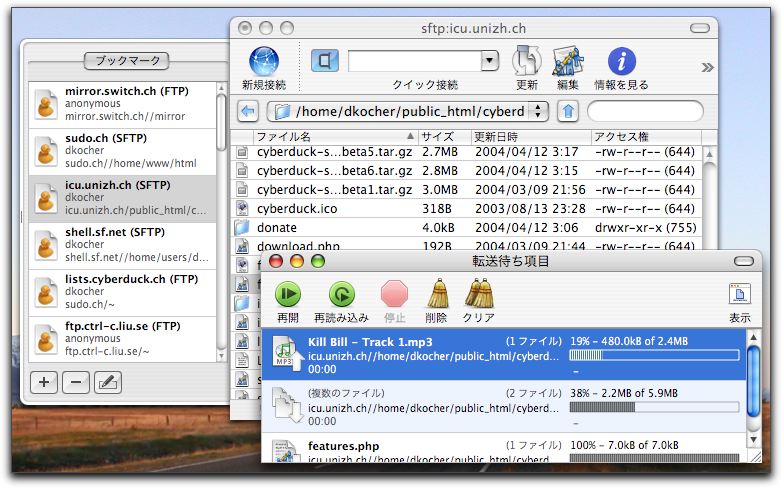 sftp:icu.unizh.ch
ブックマーク
mirror.switch.ch (FTP)
anonymous
mirror.switch.ch//mirror
sudo.ch (SFTP)
dkocher
sudo.ch//home/www/html
icu.unizh.ch (SFTP)
dkocher
icu.unizh.ch/public_html/c...
shell.sf.net (SFTP)
dkocher
shell.sf.net//home/users/d...
lists.cyberduck.ch (SFTP)
dkocher
sudo.ch/~
ftp.ctrl-c.liu.se (FTP)
anonymous
ftp.ctrl-c.liu.se/~
新規接続 クイック接続 更新 編集 情報を見る
/home/dkocher/public_html/cyberd
ファイル名 サイズ 更新日時 アクセス権
cyberduck-s...beta5.tar.gz 2.7MB 2004/04/12 3:17 -rw-r--r-- (644)
cyberduck-s...beta6.tar.gz 2.8MB 2004/04/12 3:15 -rw-r--r-- (644)
cyberduck-s...beta1.tar.gz 3.0MB 2004/03/09 21:56 -rw-r--r-- (644)
cyberduck.ico 318B 2003/08/13 23:28 -rw-r--r-- (644)
donate 4.0kB 2004/04/12 3:06 drwxr-xr-x (755)
download.php 192B 2004/03/09 21:44 -rw-r--r-- (644)
転送待ち項目
再開 再読み込み 停止 削除 クリア 表示
Kill Bill - Track 1.mp3 (1 ファイル) 19% - 480.0kB of 2.4MB
icu.unizh.ch//home/dkocher/public_html/cyberd...
00:00 –
(複数のファイル) (2 ファイル) 38% - 2.2MB of 5.9MB
icu.unizh.ch//home/dkocher/public_html/cyberd...
00:00 –
features.php (1 ファイル) 100% - 7.0kB of 7.0kB
icu.unizh.ch//home/dkocher/public_html/cyberd...